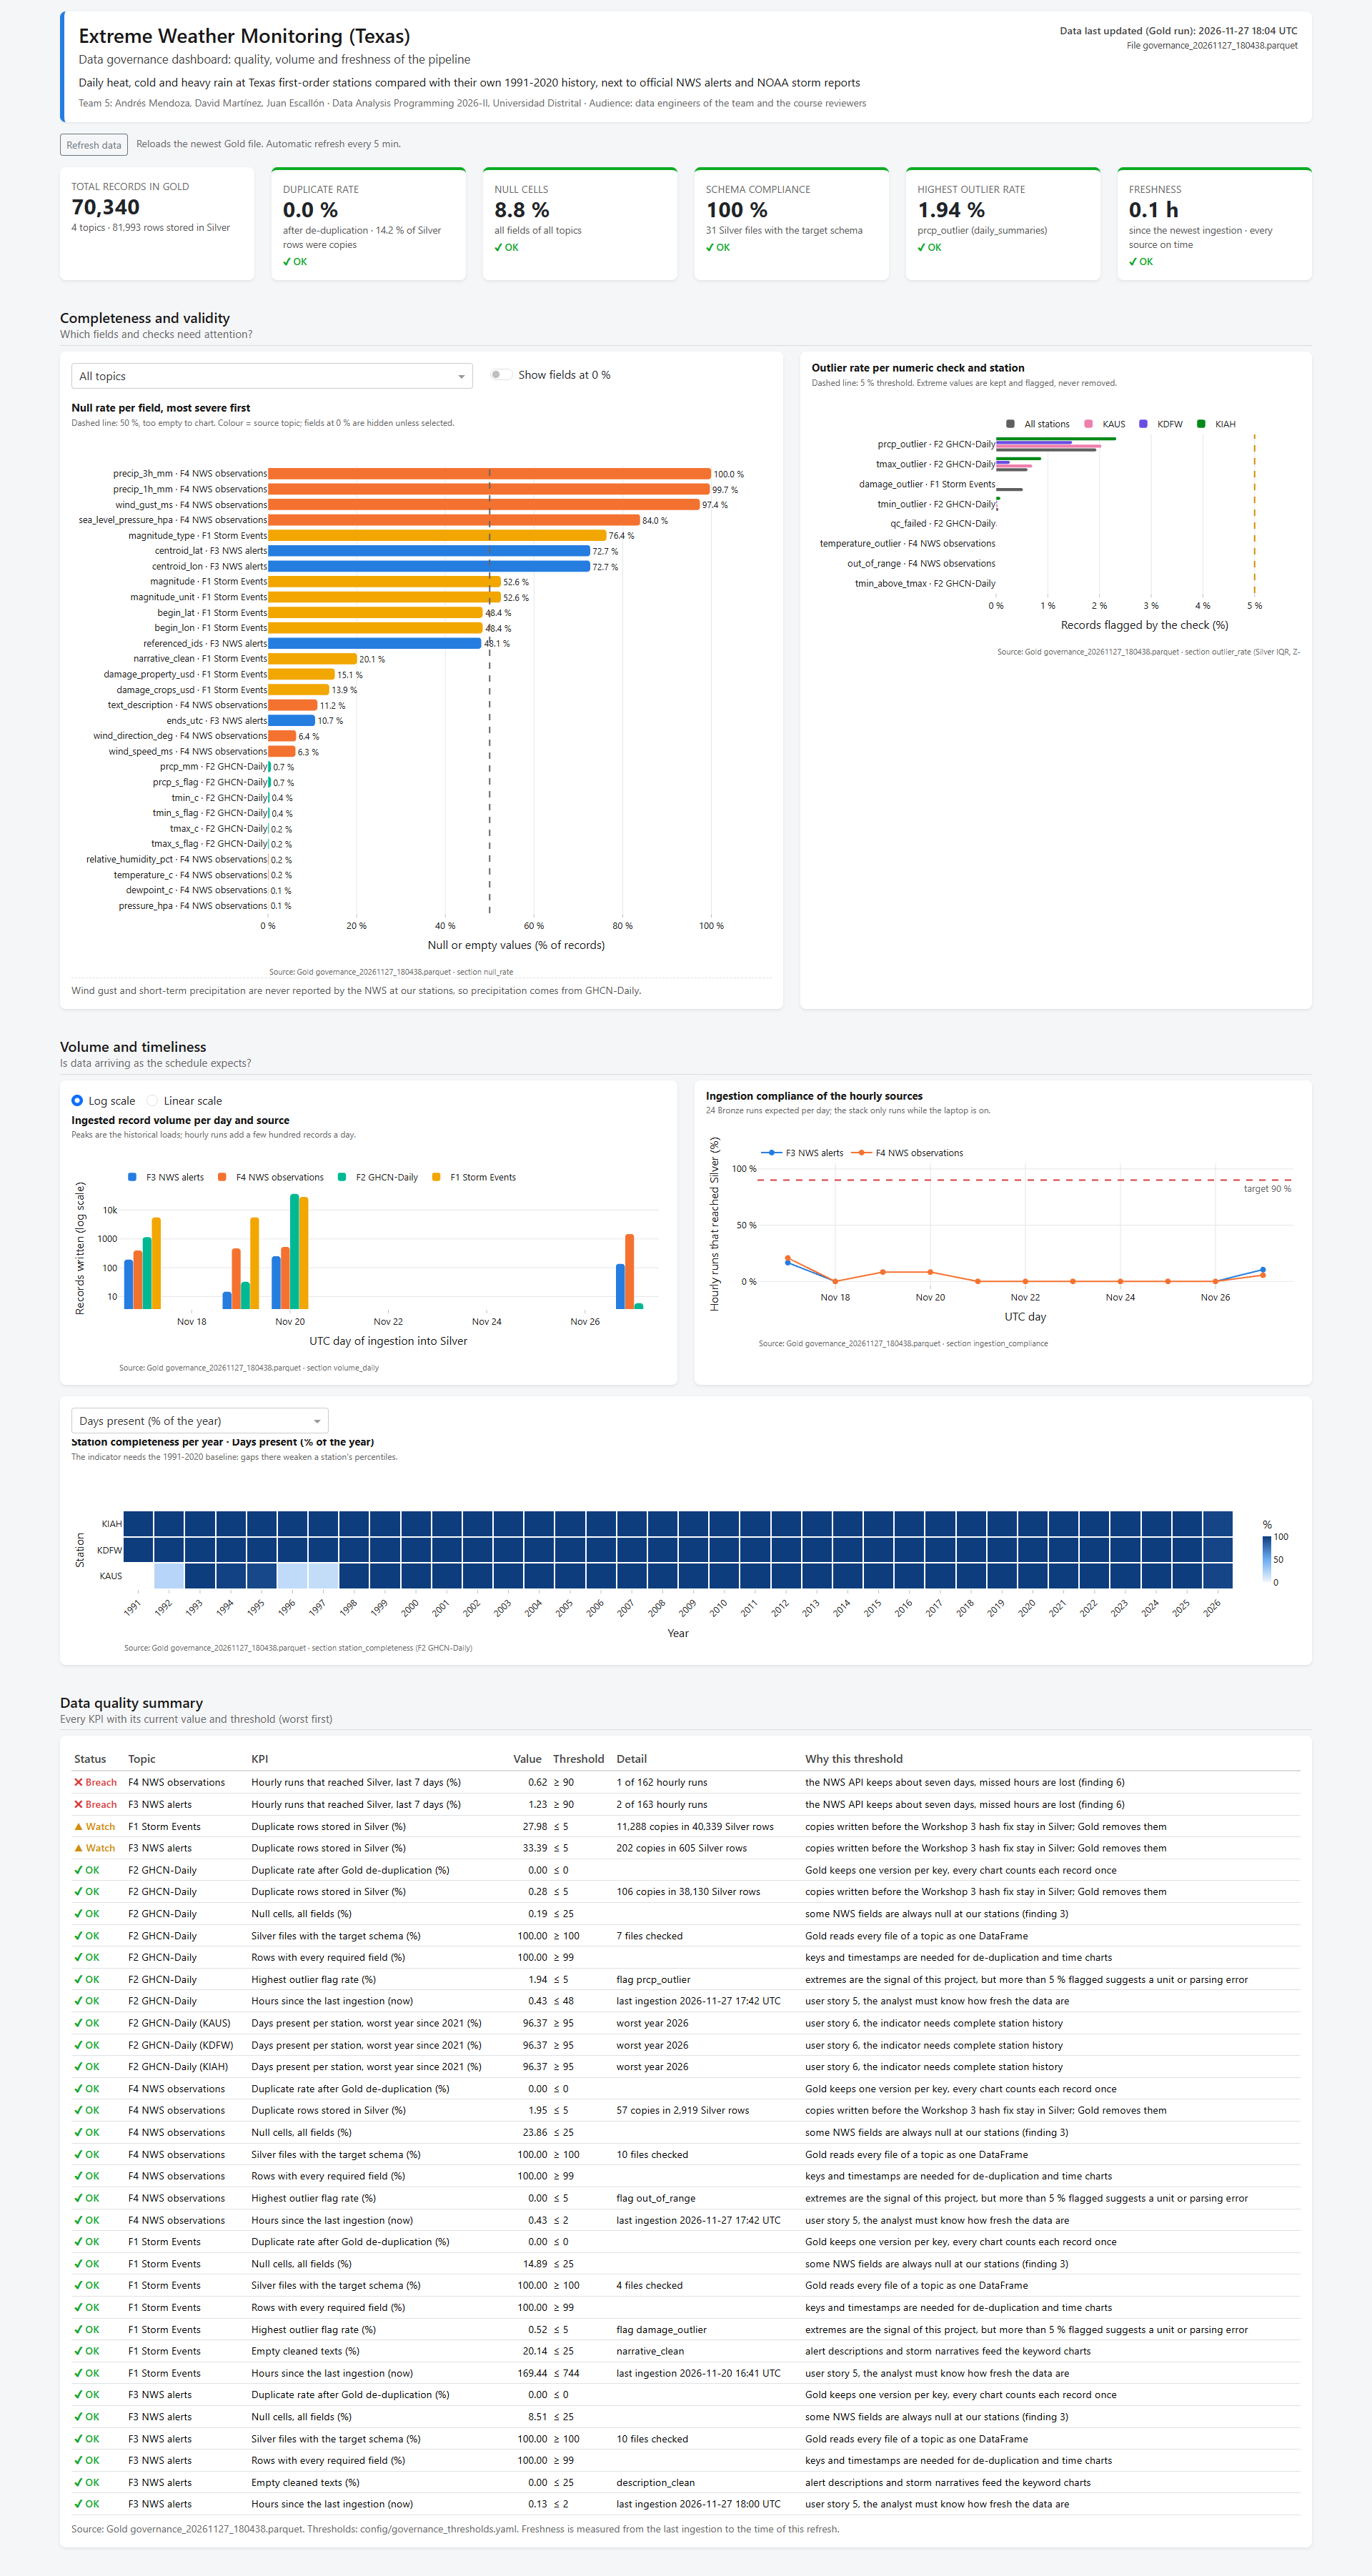 Extreme Weather Monitoring (Texas)
Data last updated (Gold run): 2026-11-27 18:04 UTC
File governance_20261127_180438.parquet
Data governance dashboard: quality, volume and freshness of the pipeline
Daily heat, cold and heavy rain at Texas first-order stations compared with their own 1991-2020 history, next to official NWS alerts and NOAA storm reports
Team 5: Andrés Mendoza, David Martínez, Juan Escallón · Data Analysis Programming 2026-II, Universidad Distrital · Audience: data engineers of the team and the course reviewers
Refresh data
Reloads the newest Gold file. Automatic refresh every 5 min.
TOTAL RECORDS IN GOLD
70,340
4 topics · 81,993 rows stored in Silver
DUPLICATE RATE
0.0 %
after de-duplication · 14.2 % of Silver
rows were copies
✔ OK
NULL CELLS
8.8 %
all fields of all topics
✔ OK
SCHEMA COMPLIANCE
100 %
31 Silver files with the target schema
✔ OK
HIGHEST OUTLIER RATE
1.94 %
prcp_outlier (daily_summaries)
✔ OK
FRESHNESS
0.1 h
since the newest ingestion · every
source on time
✔ OK
Completeness and validity
Which fields and checks need attention?
All topics
Show fields at 0 %
Null rate per field, most severe first
Dashed line: 50 %, too empty to chart. Colour = source topic; fields at 0 % are hidden unless selected.
precip_3h_mm · F4 NWS observations 100.0 %
precip_1h_mm · F4 NWS observations 99.7 %
wind_gust_ms · F4 NWS observations 97.4 %
sea_level_pressure_hpa · F4 NWS observations 84.0 %
magnitude_type · F1 Storm Events 76.4 %
centroid_lat · F3 NWS alerts 72.7 %
centroid_lon · F3 NWS alerts 72.7 %
magnitude · F1 Storm Events 52.6 %
magnitude_unit · F1 Storm Events 52.6 %
begin_lat · F1 Storm Events 48.4 %
begin_lon · F1 Storm Events 48.4 %
referenced_ids · F3 NWS alerts 48.1 %
narrative_clean · F1 Storm Events 20.1 %
damage_property_usd · F1 Storm Events 15.1 %
damage_crops_usd · F1 Storm Events 13.9 %
text_description · F4 NWS observations 11.2 %
ends_utc · F3 NWS alerts 10.7 %
wind_direction_deg · F4 NWS observations 6.4 %
wind_speed_ms · F4 NWS observations 6.3 %
prcp_mm · F2 GHCN-Daily 0.7 %
prcp_s_flag · F2 GHCN-Daily 0.7 %
tmin_c · F2 GHCN-Daily 0.4 %
tmin_s_flag · F2 GHCN-Daily 0.4 %
tmax_c · F2 GHCN-Daily 0.2 %
tmax_s_flag · F2 GHCN-Daily 0.2 %
relative_humidity_pct · F4 NWS observations 0.2 %
temperature_c · F4 NWS observations 0.2 %
dewpoint_c · F4 NWS observations 0.1 %
pressure_hpa · F4 NWS observations 0.1 %
0 % 20 % 40 % 60 % 80 % 100 %
Null or empty values (% of records)
Source: Gold governance_20261127_180438.parquet · section null_rate
Wind gust and short-term precipitation are never reported by the NWS at our stations, so precipitation comes from GHCN-Daily.
Outlier rate per numeric check and station
Dashed line: 5 % threshold. Extreme values are kept and flagged, never removed.
All stations KAUS KDFW KIAH
prcp_outlier · F2 GHCN-Daily
tmax_outlier · F2 GHCN-Daily
damage_outlier · F1 Storm Events
tmin_outlier · F2 GHCN-Daily
qc_failed · F2 GHCN-Daily
temperature_outlier · F4 NWS observations
out_of_range · F4 NWS observations
tmin_above_tmax · F2 GHCN-Daily
0 % 1 % 2 % 3 % 4 % 5 %
Records flagged by the check (%)
Source: Gold governance_20261127_180438.parquet · section outlier_rate (Silver IQR, Z-
Volume and timeliness
Is data arriving as the schedule expects?
Log scale
Linear scale
Ingested record volume per day and source
Peaks are the historical loads; hourly runs add a few hundred records a day.
F3 NWS alerts F4 NWS observations F2 GHCN-Daily F1 Storm Events
Records written (log scale)
10k
1000
100
10
Nov 18 Nov 20 Nov 22 Nov 24 Nov 26
UTC day of ingestion into Silver
Source: Gold governance_20261127_180438.parquet · section volume_daily
Ingestion compliance of the hourly sources
24 Bronze runs expected per day; the stack only runs while the laptop is on.
F3 NWS alerts F4 NWS observations
Hourly runs that reached Silver (%)
100 %
target 90 %
50 %
0 %
Nov 18 Nov 20 Nov 22 Nov 24 Nov 26
UTC day
Source: Gold governance_20261127_180438.parquet · section ingestion_compliance
Days present (% of the year)
Station completeness per year · Days present (% of the year)
The indicator needs the 1991-2020 baseline: gaps there weaken a station's percentiles.
Station
KIAH
KDFW
KAUS
1991 1992 1993 1994 1995 1996 1997 1998 1999 2000 2001 2002 2003 2004 2005 2006 2007 2008 2009 2010 2011 2012 2013 2014 2015 2016 2017 2018 2019 2020 2021 2022 2023 2024 2025 2026
Year
%
100
50
0
Source: Gold governance_20261127_180438.parquet · section station_completeness (F2 GHCN-Daily)
Data quality summary
Every KPI with its current value and threshold (worst first)
Status Topic KPI Value Threshold Detail Why this threshold
✖ Breach F4 NWS observations Hourly runs that reached Silver, last 7 days (%) 0.62 ≥ 90 1 of 162 hourly runs the NWS API keeps about seven days, missed hours are lost (finding 6)
✖ Breach F3 NWS alerts Hourly runs that reached Silver, last 7 days (%) 1.23 ≥ 90 2 of 163 hourly runs the NWS API keeps about seven days, missed hours are lost (finding 6)
▲ Watch F1 Storm Events Duplicate rows stored in Silver (%) 27.98 ≤ 5 11,288 copies in 40,339 Silver rows copies written before the Workshop 3 hash fix stay in Silver; Gold removes them
▲ Watch F3 NWS alerts Duplicate rows stored in Silver (%) 33.39 ≤ 5 202 copies in 605 Silver rows copies written before the Workshop 3 hash fix stay in Silver; Gold removes them
✔ OK F2 GHCN-Daily Duplicate rate after Gold de-duplication (%) 0.00 ≤ 0 Gold keeps one version per key, every chart counts each record once
✔ OK F2 GHCN-Daily Duplicate rows stored in Silver (%) 0.28 ≤ 5 106 copies in 38,130 Silver rows copies written before the Workshop 3 hash fix stay in Silver; Gold removes them
✔ OK F2 GHCN-Daily Null cells, all fields (%) 0.19 ≤ 25 some NWS fields are always null at our stations (finding 3)
✔ OK F2 GHCN-Daily Silver files with the target schema (%) 100.00 ≥ 100 7 files checked Gold reads every file of a topic as one DataFrame
✔ OK F2 GHCN-Daily Rows with every required field (%) 100.00 ≥ 99 keys and timestamps are needed for de-duplication and time charts
✔ OK F2 GHCN-Daily Highest outlier flag rate (%) 1.94 ≤ 5 flag prcp_outlier extremes are the signal of this project, but more than 5 % flagged suggests a unit or parsing error
✔ OK F2 GHCN-Daily Hours since the last ingestion (now) 0.43 ≤ 48 last ingestion 2026-11-27 17:42 UTC user story 5, the analyst must know how fresh the data are
✔ OK F2 GHCN-Daily (KAUS) Days present per station, worst year since 2021 (%) 96.37 ≥ 95 worst year 2026 user story 6, the indicator needs complete station history
✔ OK F2 GHCN-Daily (KDFW) Days present per station, worst year since 2021 (%) 96.37 ≥ 95 worst year 2026 user story 6, the indicator needs complete station history
✔ OK F2 GHCN-Daily (KIAH) Days present per station, worst year since 2021 (%) 96.37 ≥ 95 worst year 2026 user story 6, the indicator needs complete station history
✔ OK F4 NWS observations Duplicate rate after Gold de-duplication (%) 0.00 ≤ 0 Gold keeps one version per key, every chart counts each record once
✔ OK F4 NWS observations Duplicate rows stored in Silver (%) 1.95 ≤ 5 57 copies in 2,919 Silver rows copies written before the Workshop 3 hash fix stay in Silver; Gold removes them
✔ OK F4 NWS observations Null cells, all fields (%) 23.86 ≤ 25 some NWS fields are always null at our stations (finding 3)
✔ OK F4 NWS observations Silver files with the target schema (%) 100.00 ≥ 100 10 files checked Gold reads every file of a topic as one DataFrame
✔ OK F4 NWS observations Rows with every required field (%) 100.00 ≥ 99 keys and timestamps are needed for de-duplication and time charts
✔ OK F4 NWS observations Highest outlier flag rate (%) 0.00 ≤ 5 flag out_of_range extremes are the signal of this project, but more than 5 % flagged suggests a unit or parsing error
✔ OK F4 NWS observations Hours since the last ingestion (now) 0.43 ≤ 2 last ingestion 2026-11-27 17:42 UTC user story 5, the analyst must know how fresh the data are
✔ OK F1 Storm Events Duplicate rate after Gold de-duplication (%) 0.00 ≤ 0 Gold keeps one version per key, every chart counts each record once
✔ OK F1 Storm Events Null cells, all fields (%) 14.89 ≤ 25 some NWS fields are always null at our stations (finding 3)
✔ OK F1 Storm Events Silver files with the target schema (%) 100.00 ≥ 100 4 files checked Gold reads every file of a topic as one DataFrame
✔ OK F1 Storm Events Rows with every required field (%) 100.00 ≥ 99 keys and timestamps are needed for de-duplication and time charts
✔ OK F1 Storm Events Highest outlier flag rate (%) 0.52 ≤ 5 flag damage_outlier extremes are the signal of this project, but more than 5 % flagged suggests a unit or parsing error
✔ OK F1 Storm Events Empty cleaned texts (%) 20.14 ≤ 25 narrative_clean alert descriptions and storm narratives feed the keyword charts
✔ OK F1 Storm Events Hours since the last ingestion (now) 169.44 ≤ 744 last ingestion 2026-11-20 16:41 UTC user story 5, the analyst must know how fresh the data are
✔ OK F3 NWS alerts Duplicate rate after Gold de-duplication (%) 0.00 ≤ 0 Gold keeps one version per key, every chart counts each record once
✔ OK F3 NWS alerts Null cells, all fields (%) 8.51 ≤ 25 some NWS fields are always null at our stations (finding 3)
✔ OK F3 NWS alerts Silver files with the target schema (%) 100.00 ≥ 100 10 files checked Gold reads every file of a topic as one DataFrame
✔ OK F3 NWS alerts Rows with every required field (%) 100.00 ≥ 99 keys and timestamps are needed for de-duplication and time charts
✔ OK F3 NWS alerts Empty cleaned texts (%) 0.00 ≤ 25 description_clean alert descriptions and storm narratives feed the keyword charts
✔ OK F3 NWS alerts Hours since the last ingestion (now) 0.13 ≤ 2 last ingestion 2026-11-27 18:00 UTC user story 5, the analyst must know how fresh the data are
Source: Gold governance_20261127_180438.parquet. Thresholds: config/governance_thresholds.yaml. Freshness is measured from the last ingestion to the time of this refresh.